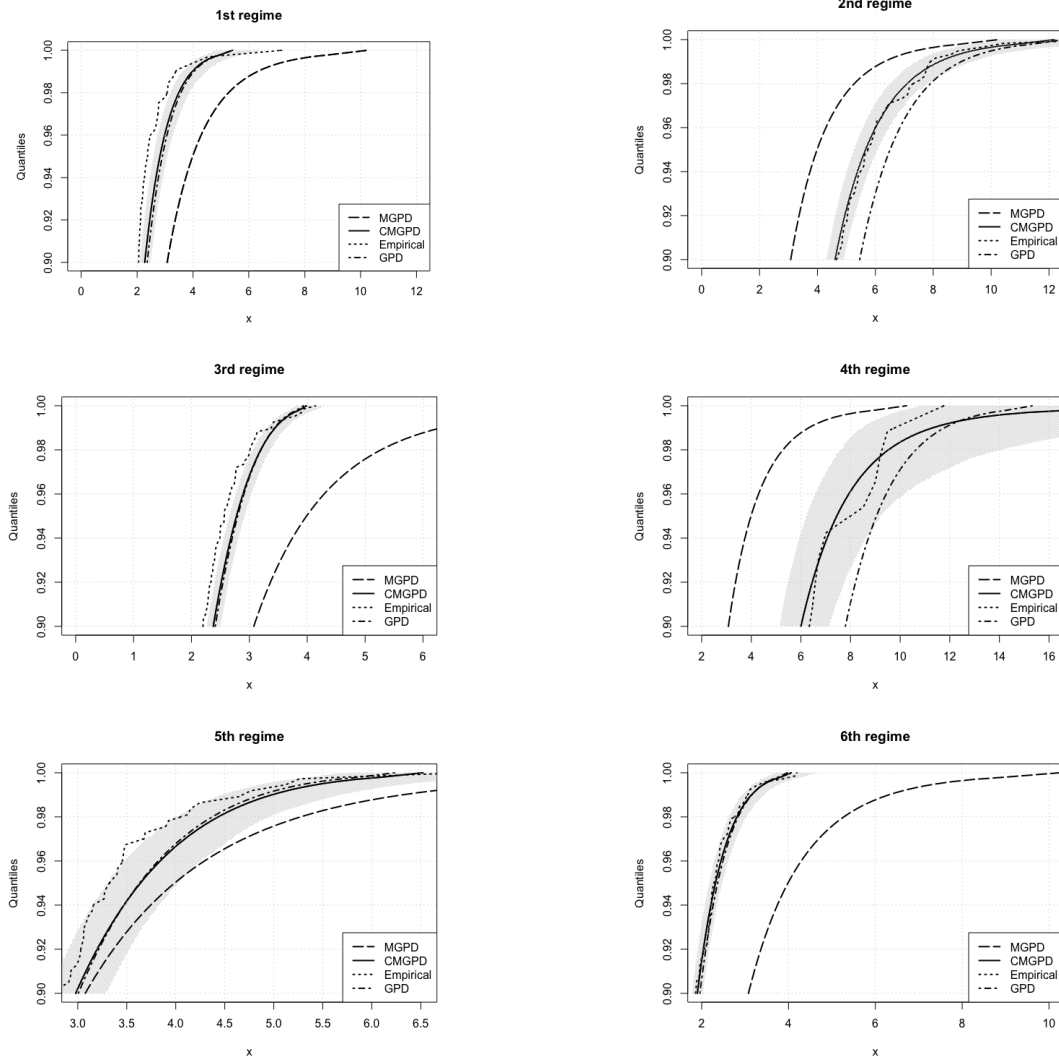 1st regime
Quantiles
0.90 0.92 0.94 0.96 0.98 1.00
0 2 4 6 8 10 12
x
MGPD
CMGPD
Empirical
GPD
2nd regime
Quantiles
0.90 0.92 0.94 0.96 0.98 1.00
0 2 4 6 8 10 12
x
MGPD
CMGPD
Empirical
GPD
3rd regime
Quantiles
0.90 0.92 0.94 0.96 0.98 1.00
0 1 2 3 4 5 6
x
MGPD
CMGPD
Empirical
GPD
4th regime
Quantiles
0.90 0.92 0.94 0.96 0.98 1.00
2 4 6 8 10 12 14 16
x
MGPD
CMGPD
Empirical
GPD
5th regime
Quantiles
0.90 0.92 0.94 0.96 0.98 1.00
3.0 3.5 4.0 4.5 5.0 5.5 6.0 6.5
x
MGPD
CMGPD
Empirical
GPD
6th regime
Quantiles
0.90 0.92 0.94 0.96 0.98 1.00
2 4 6 8 10
x
MGPD
CMGPD
Empirical
GPD